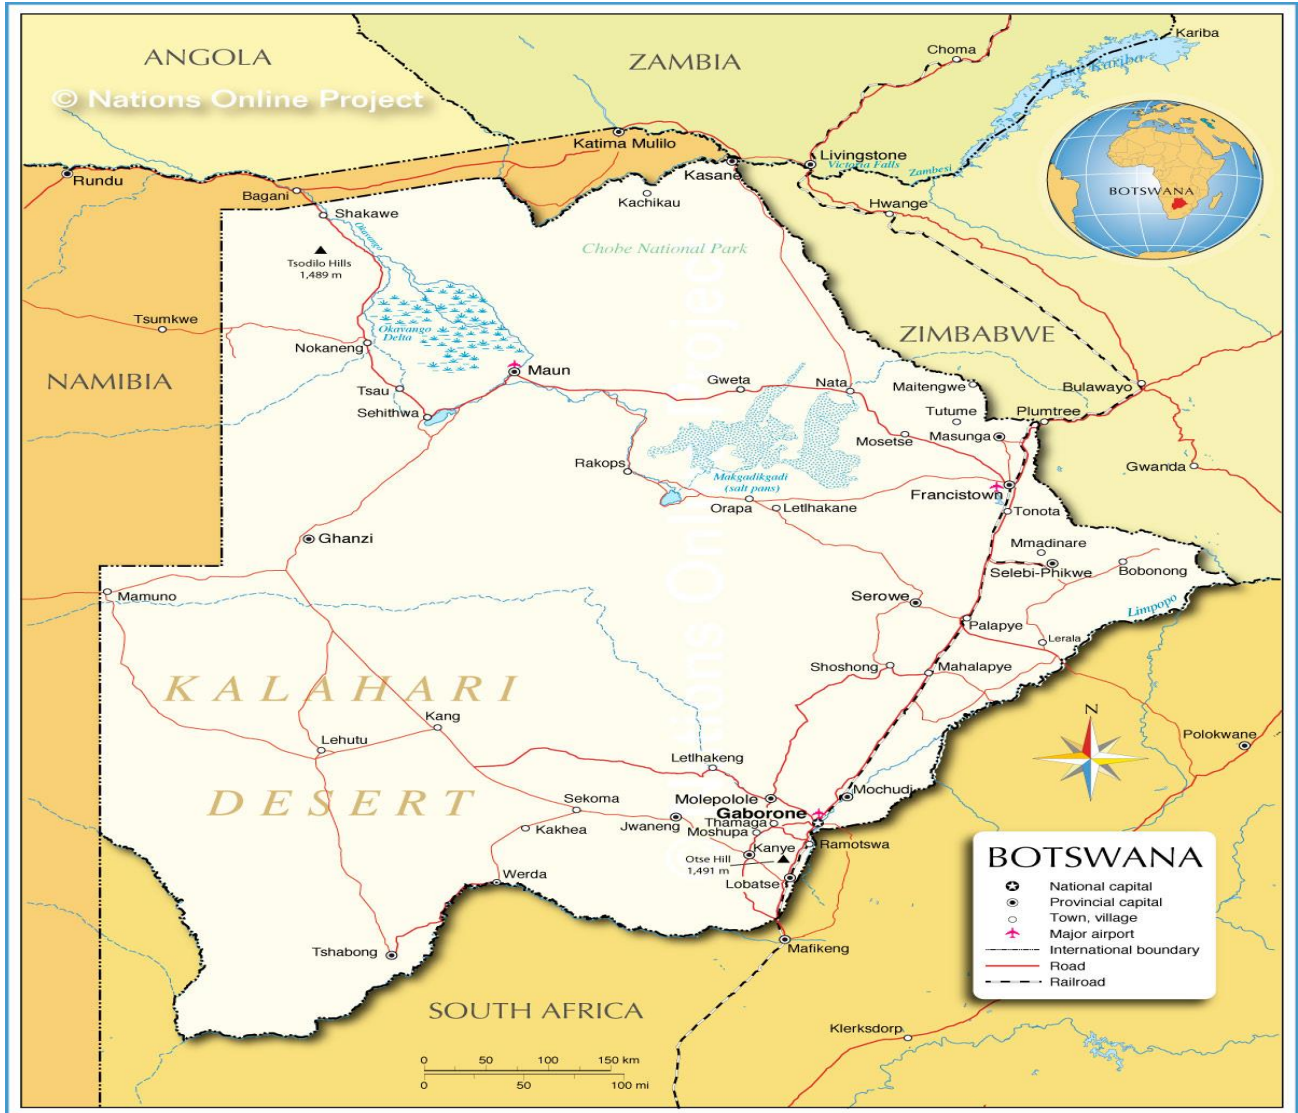 ANGOLA
ZAMBIA
Choma
Kariba
Lake Kariba
© Nations Online Project
Katima Mulilo
Livingstone
Victoria Falls
Zambesi
Rundu
Bagani
Kasane
Kachikau
Hwange
BOTSWANA
Shakawe
Okavango
Tsodilo Hills
1,489 m
Chobe National Park
Tsumkwe
Okavango
Delta
ZIMBABWE
Nokaneng
NAMIBIA
Maun
Gweta
Nata
Maitengwe
Bulawayo
Tsau
Sehithwa
Tutume
Plumtree
Mosetse
Masunga
Rakops
Makgadikgadi
(salt pans)
Gwanda
Orapa
Letlhakane
Francistown
Tonota
Ghanzi
Mmadinare
Selebi-Phikwe
Bobonong
Mamuno
Serowe
Limpopo
Palapye
Lerala
Shoshong
Mahalapye
KALAHARI
DESERT
Kang
Lehutu
N
Polokwane
Letlhakeng
Molepolole
Mochudi
Sekoma
Gaborone
Kakhea
Jwaneng
Thamaga
Moshupa
Kanye
Ramotswa
Otse Hill
1,491 m
Lobatse
Werda
Tshabong
Mafikeng
SOUTH AFRICA
Klerksdorp
BOTSWANA
National capital
Provincial capital
Town, village
Major airport
International boundary
Road
Railroad
0 50 100 150 km
0 50 100 mi
© Nations Online Project